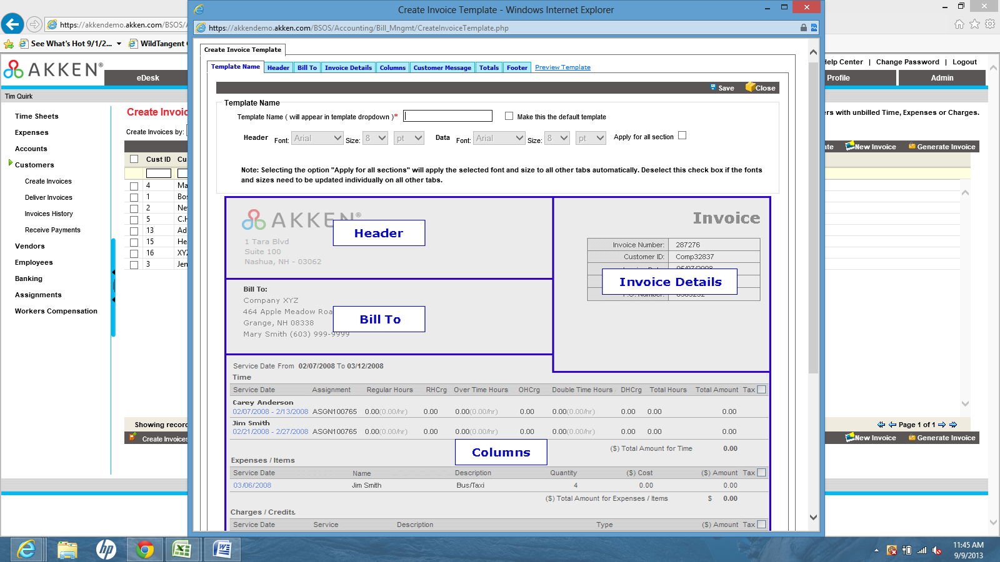 Create Invoice Template - Windows Internet Explorer
https://akkendemo.akken.com/BSOS/Accounting/Bill_Mngmt/CreateInvoiceTemplate.php
https://akkendemo.akken.com/BSOS/
See What's Hot 9/1/2...
WildTangent
AKKEN®
eDesk
Help Center | Change Password | Logout
Profile
Admin
Tim Quirk
Time Sheets
Expenses
Accounts
Customers
Create Invoices
Deliver Invoices
Invoices History
Receive Payments
Vendors
Employees
Banking
Assignments
Workers Compensation
Create Invoic
rs with unbilled Time, Expenses or Charges.
Create Invoices by:
ate New Invoice Generate Invoice
Cust ID Cu
4 Ma
1 Bos
2 Nev
5 C.H
13 Ad
15 Hea
16 XYZ
3 Jen
Showing recor
Page 1 of 1
Create Invoices
New Invoice Generate Invoice
Create Invoice Template
Template Name Header Bill To Invoice Details Columns Customer Message Totals Footer Preview Template
Save Close
Template Name
Template Name ( will appear in template dropdown )* Make this the default template
Header Font: Arial Size: 8 pt Data Font: Arial Size: 8 pt Apply for all section
Note: Selecting the option "Apply for all sections" will apply the selected font and size to all other tabs automatically. Deselect this check box if the fonts
and sizes need to be updated individually on all other tabs.
AKKEN®
Header
1 Tara Blvd
Suite 100
Nashua, NH - 03062
Invoice
Invoice Number: 287276
Customer ID: Comp32837
Invoice Details
P.O. Number:
Bill To:
Company XYZ
464 Apple Meadow Roa
Grange, NH 08338
Mary Smith (603) 999-9999
Bill To
Service Date From 02/07/2008 To 03/12/2008
Time
Service Date Assignment Regular Hours RHCrg Over Time Hours OHCrg Double Time Hours DHCrg Total Hours Total Amount Tax
Carey Anderson
02/07/2008 - 2/13/2008 ASGN100765 0.00(0.00/hr) 0.00 0.00(0.00/hr) 0.00 0.00(0.00/hr) 0.00 0.00 0.00
Jim Smith
02/21/2008 - 2/27/2008 ASGN100765 0.00(0.00/hr) 0.00 0.00(0.00/hr) 0.00 0.00(0.00/hr) 0.00 0.00 0.00
($) Total Amount for Time 0.00
Columns
Expenses / Items
Service Date Name Description Quantity ($) Cost ($) Amount Tax
03/06/2008 Jim Smith Bus/Taxi 4 0.00 0.00
($) Total Amount for Expenses / Items $ 0.00
Charges / Credits
Service Date Service Description Type ($) Amount Tax
11:45 AM
9/9/2013